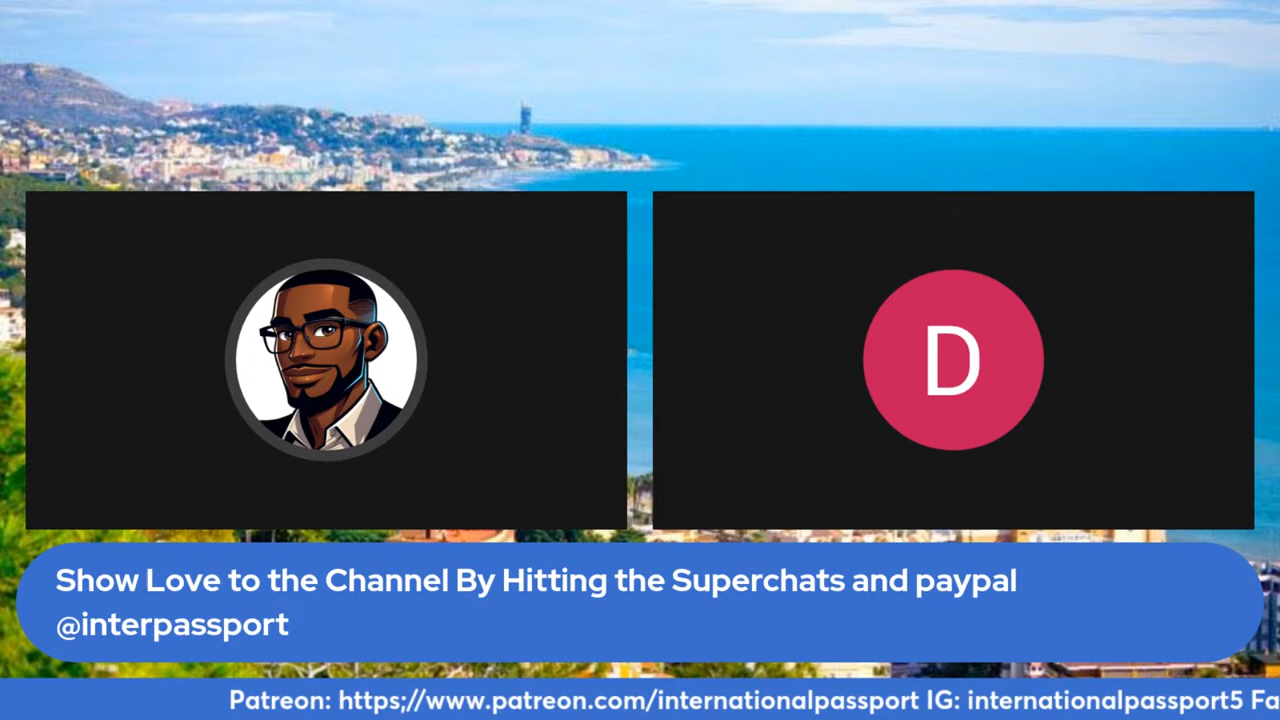 D
Show Love to the Channel By Hitting the Superchats and paypal
@interpassport
Patreon: https;//www.patreon.com/internationalpassport IG: internationalpassport5 Fa